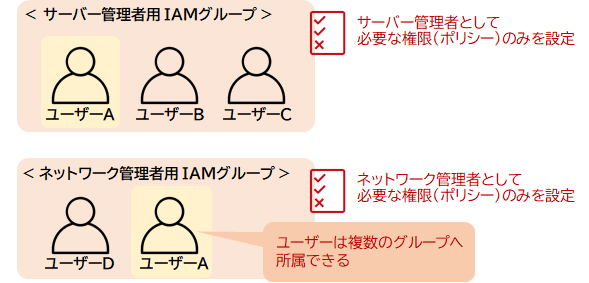 < サーバー管理者用 IAMグループ >
サーバー管理者として
必要な権限（ポリシー）のみを設定
ユーザーA
ユーザーB
ユーザーC
< ネットワーク管理者用 IAMグループ >
ネットワーク管理者として
必要な権限（ポリシー）のみを設定
ユーザーD
ユーザーA
ユーザーは複数のグループへ
所属できる